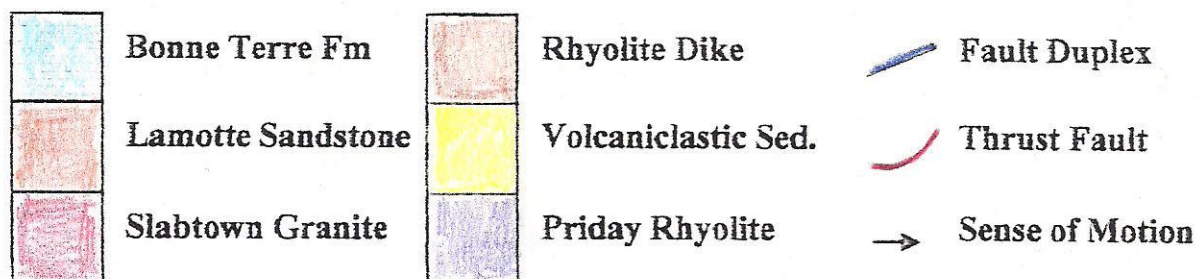 Bonne Terre Fm
Rhyolite Dike
Fault Duplex
Lamotte Sandstone
Volcaniclastic Sed.
Thrust Fault
Slabtown Granite
Priday Rhyolite
Sense of Motion